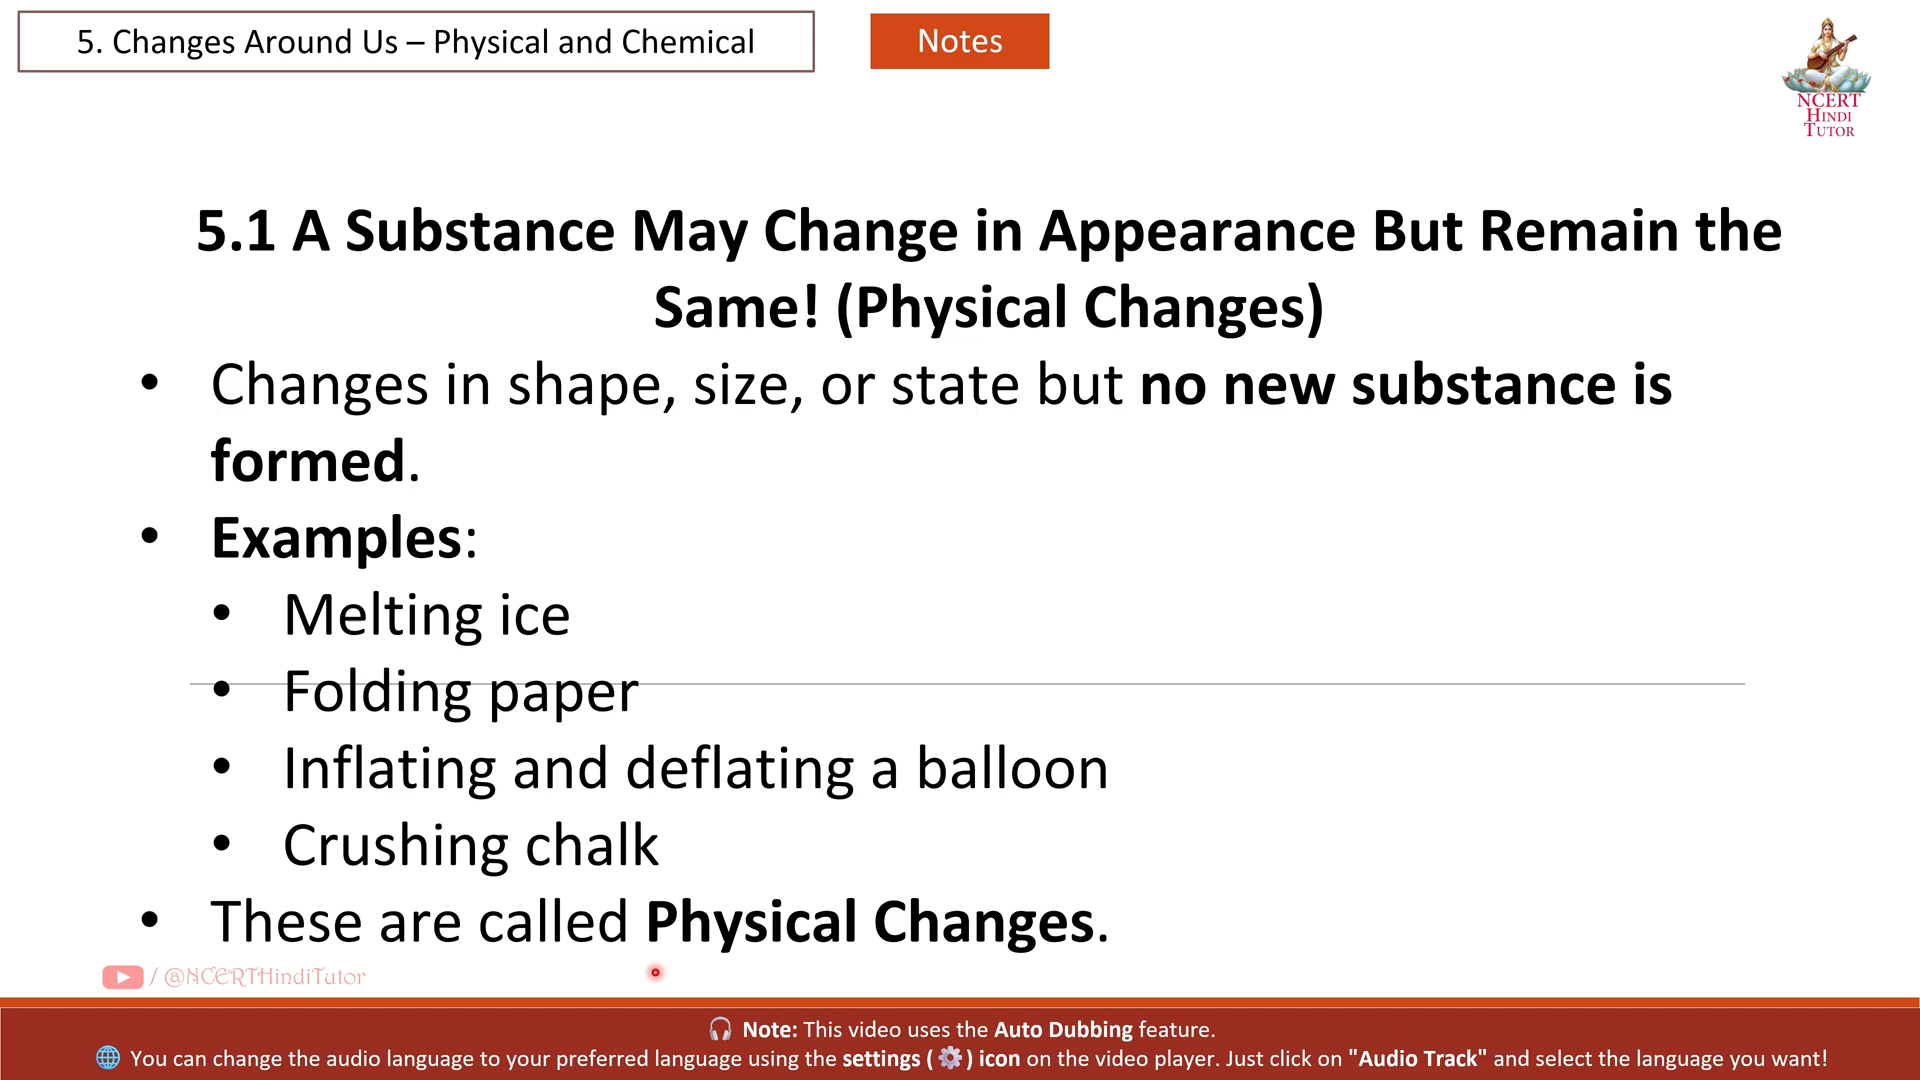 5. Changes Around Us – Physical and Chemical
Notes
NCERT
HINDI
TUTOR
5.1 A Substance May Change in Appearance But Remain the
Same! (Physical Changes)
• Changes in shape, size, or state but no new substance is
formed.
• Examples:
• Melting ice
• Folding paper
• Inflating and deflating a balloon
• Crushing chalk
• These are called Physical Changes.
/ @NCERTHindiTutor
🎧 Note: This video uses the Auto Dubbing feature.
🌐 You can change the audio language to your preferred language using the settings ( ⚙️ ) icon on the video player. Just click on "Audio Track" and select the language you want!